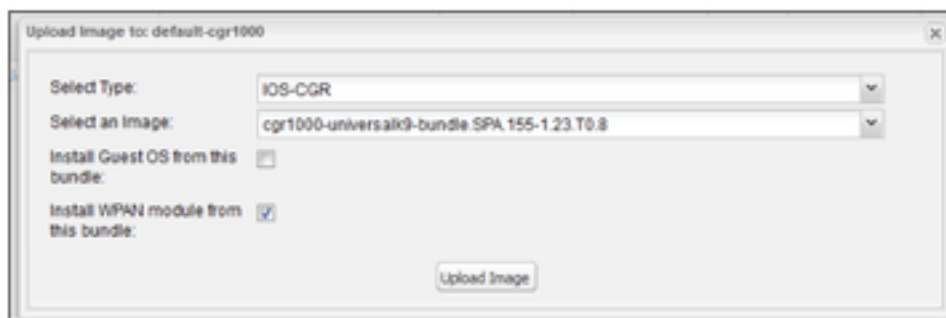 Upload Image to: default-cgr1000
Select Type:
IOS-CGR
Select an Image:
cgr1000-universalk9-bundle.SPA.155-1.23.T0.8
Install Guest OS from this
bundle:
Install WPAN module from
this bundle:
Upload Image